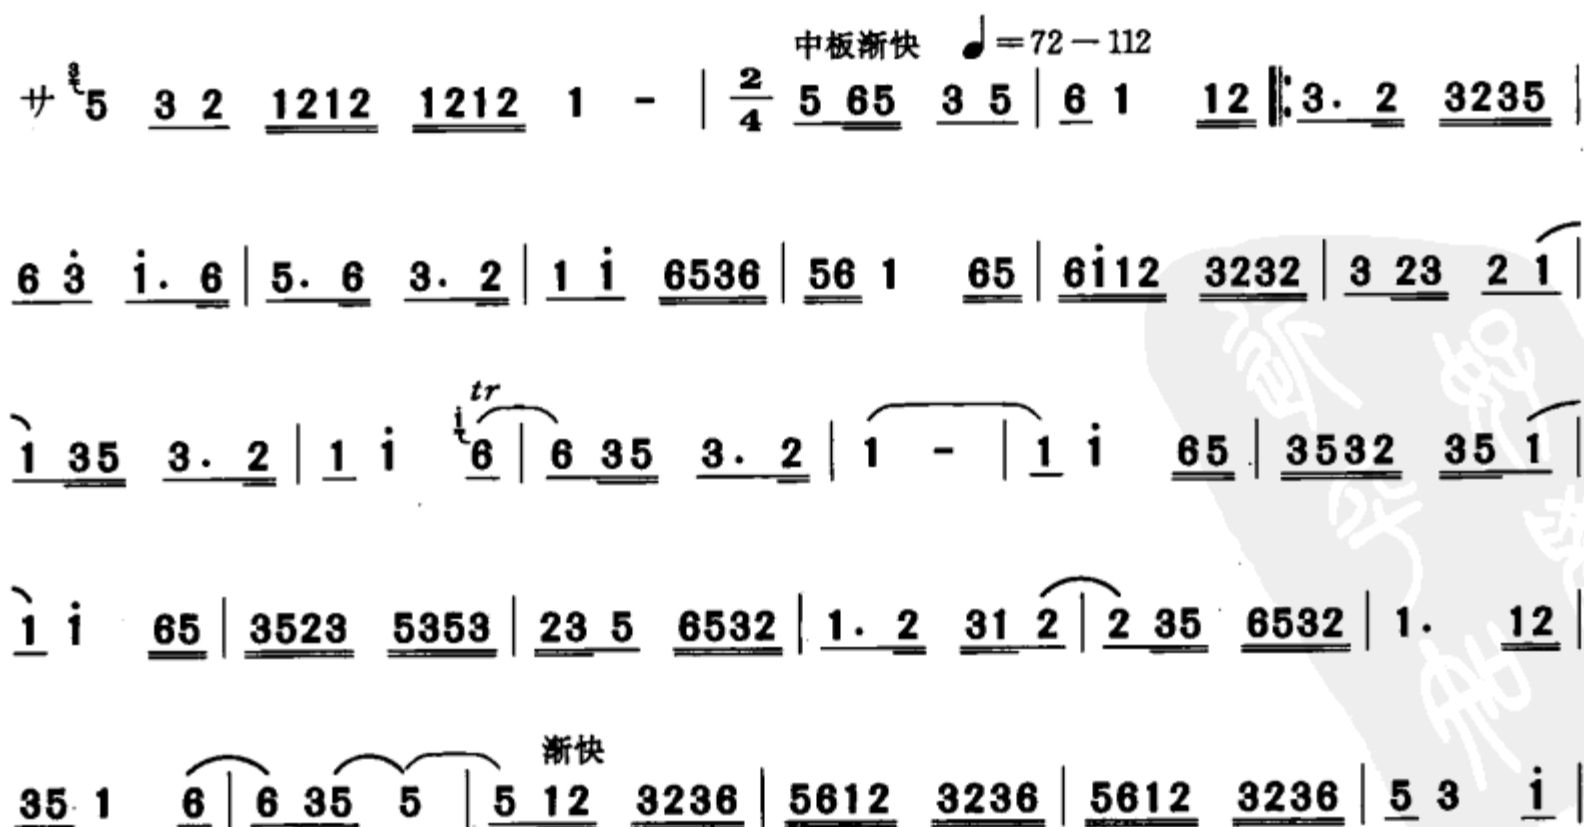 中板渐快 ♩=72—112
サ 3 5 3 2 1212 1212 1 - | 2/4 5 65 3 5 | 6 1 12 ‖: 3. 2 3235 |
6 3̇ 1̇. 6 | 5. 6 3. 2 | 1 1̇ 6536 | 56 1 65 | 61̇12 3232 | 3 23 2 1 |
tr
1 35 3. 2 | 1 1̇ 1̇ 6 | 6 35 3. 2 | 1 - | 1 1̇ 65 | 3532 35 1 |
1 1̇ 65 | 3523 5353 | 23 5 6532 | 1. 2 31 2 | 2 35 6532 | 1. 12 |
渐快
35 1 6 | 6 35 5 | 5 12 3236 | 5612 3236 | 5612 3236 | 5 3 1̇ |